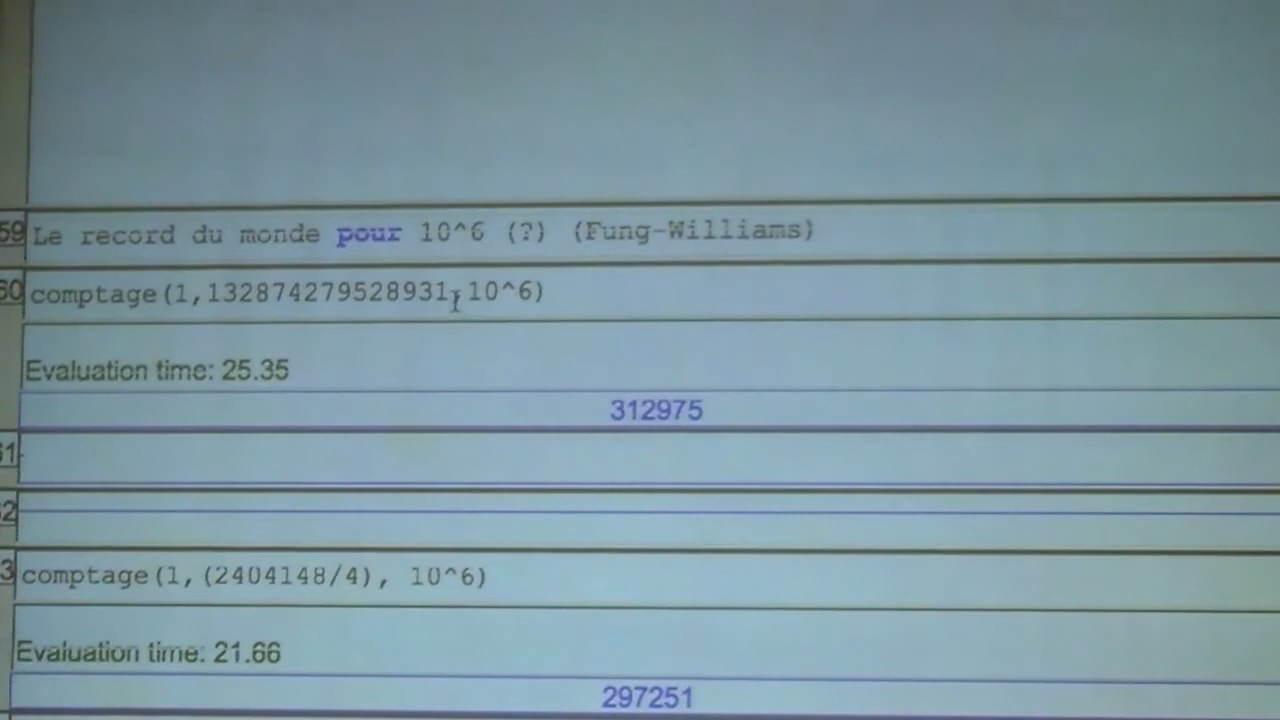 59 Le record du monde pour 10^6 (?) (Fung-Williams)
60 comptage(1,132874279528931,10^6)
Evaluation time: 25.35
312975
61
62
3 comptage(1,(2404148/4), 10^6)
Evaluation time: 21.66
297251